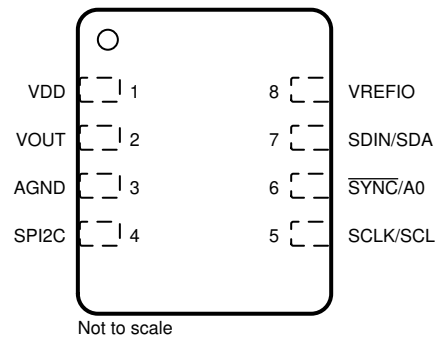 VDD 1 8 VREFIO
VOUT 2 7 SDIN/SDA
AGND 3 6 SYNC/A0
SPI2C 4 5 SCLK/SCL
Not to scale